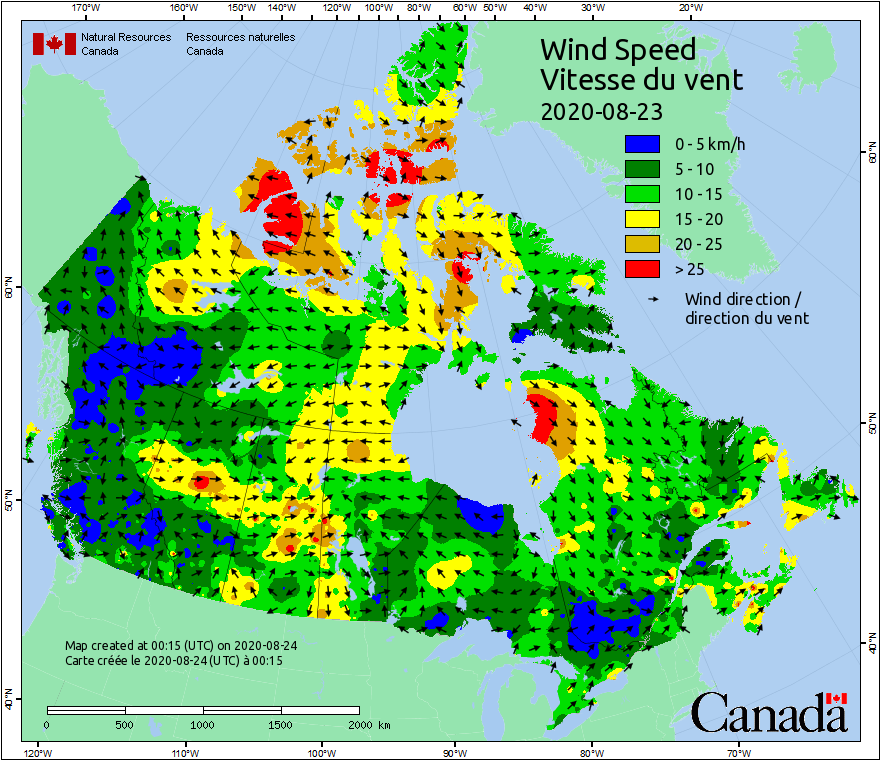 170°W 160°W 150°W 140°W 130°W 120°W 110°W 100°W 90°W 80°W 70°W 60°W 50°W 40°W 30°W 20°W
Natural Resources Canada
Ressources naturelles Canada
Wind Speed
Vitesse du vent
2020-08-23
0 - 5 km/h
5 - 10
10 - 15
15 - 20
20 - 25
> 25
Wind direction /
direction du vent
60°N
60°N
50°N
50°N
40°N
40°N
Map created at 00:15 (UTC) on 2020-08-24
Carte créée le 2020-08-24 (UTC) à 00:15
0 500 1000 1500 2000 km
Canada
120°W 110°W 100°W 90°W 80°W 70°W